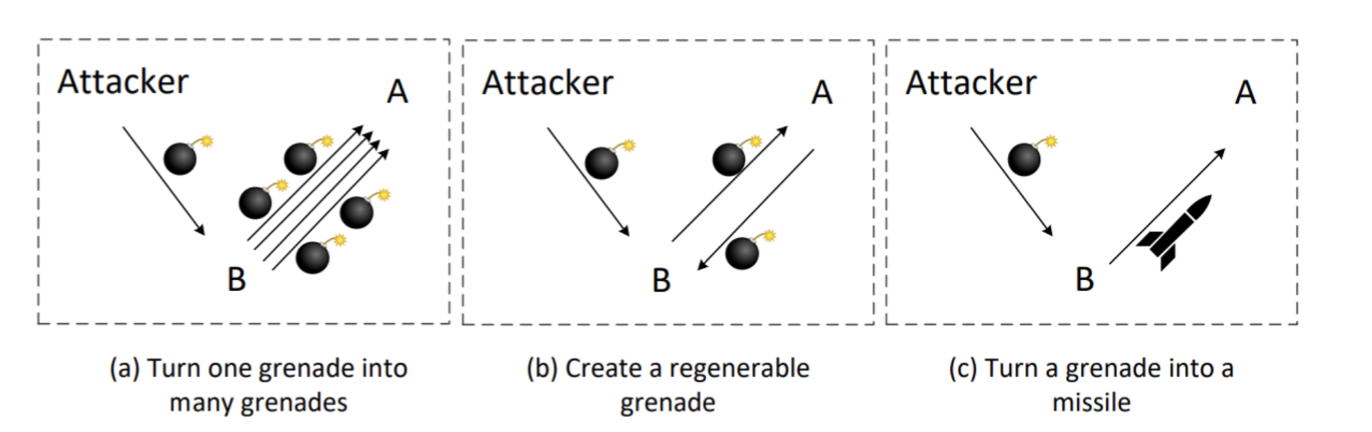 Attacker
A
B
(a) Turn one grenade into
many grenades
Attacker
A
B
(b) Create a regenerable
grenade
Attacker
A
B
(c) Turn a grenade into a
missile